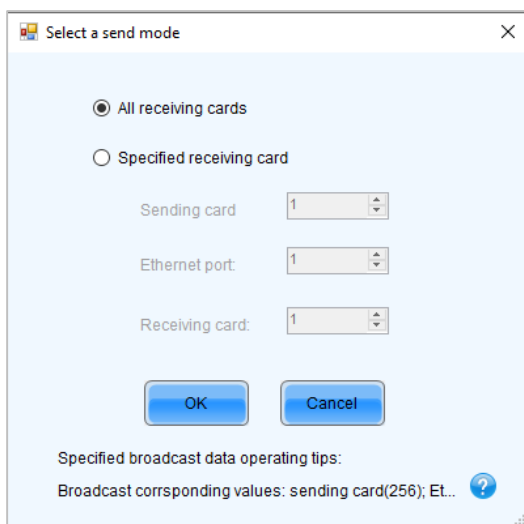 Select a send mode
All receiving cards
Specified receiving card
Sending card 1
Ethernet port: 1
Receiving card: 1
OK Cancel
Specified broadcast data operating tips:
Broadcast corrsponding values: sending card(256); Et...
?